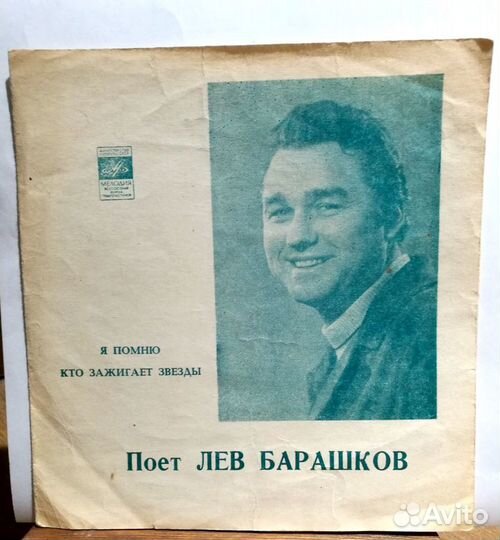 МЕЛОДИЯ
Я ПОМНЮ
КТО ЗАЖИГАЕТ ЗВЕЗДЫ
Поет ЛЕВ БАРАШКОВ
Avito